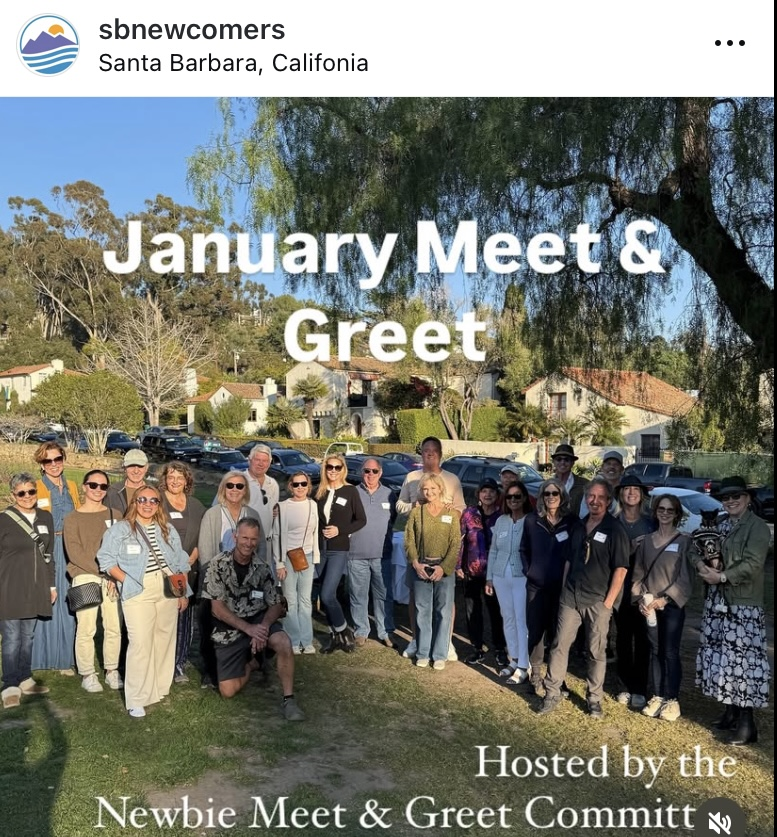 sbnewcomers
Santa Barbara, Califonia
January Meet &
Greet
Hosted by the
Newbie Meet & Greet Committ